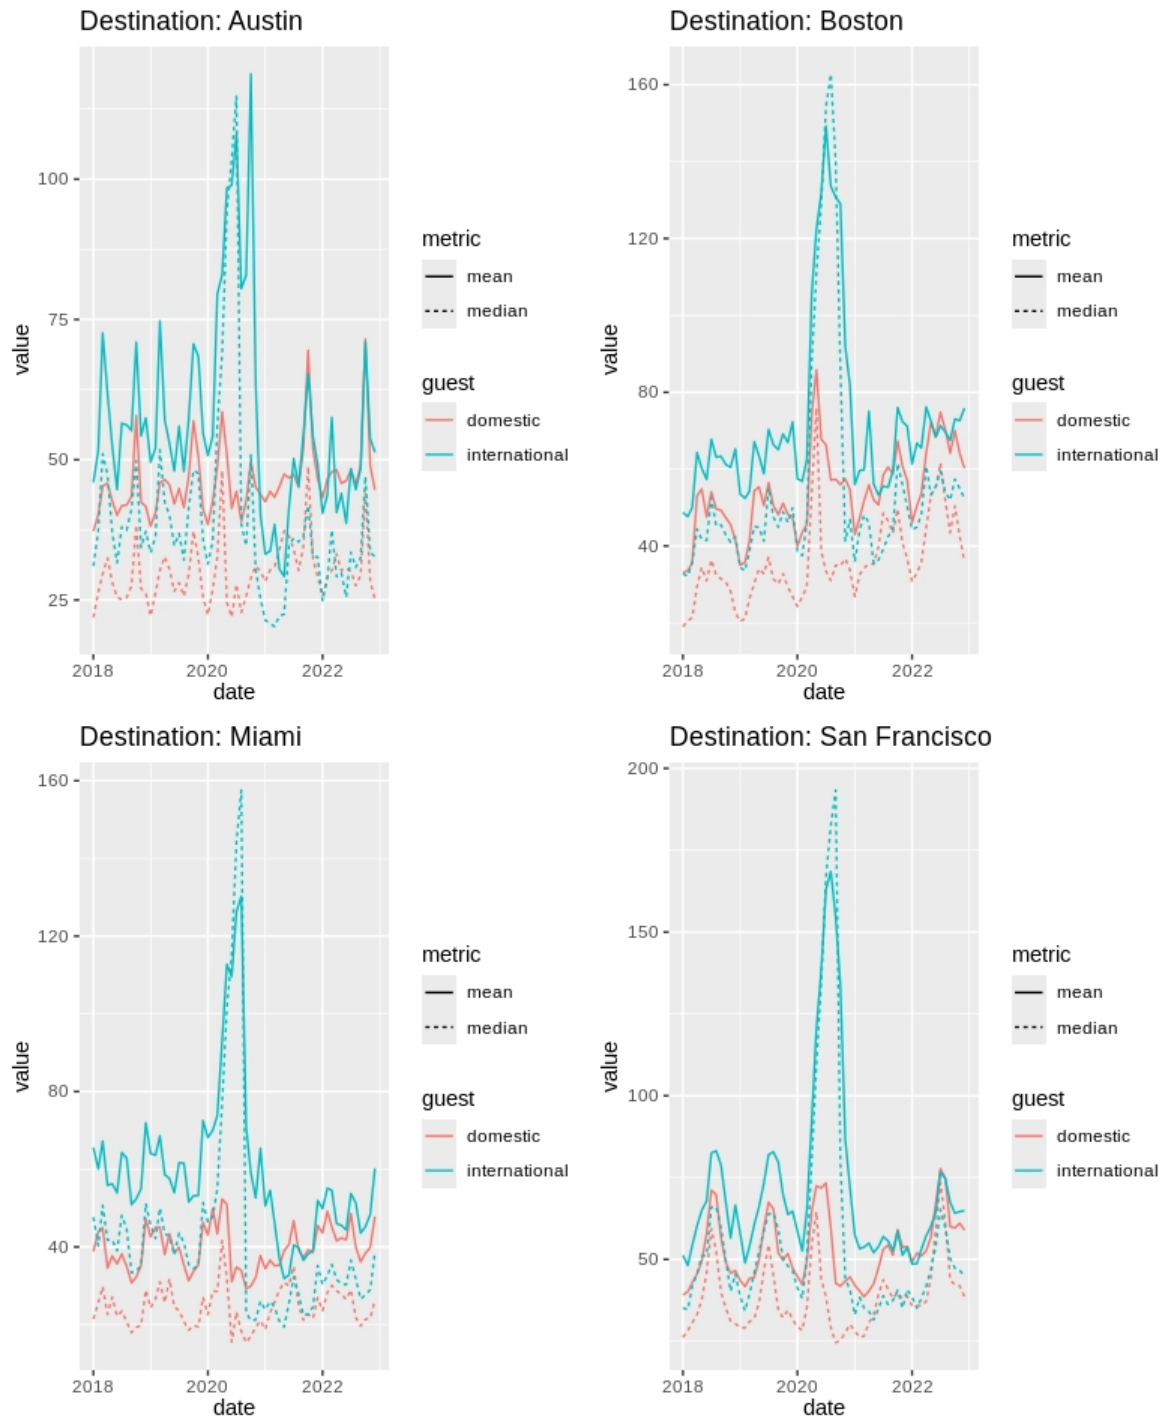 Destination: Austin
value
100
75
50
25
2018 2020 2022
date
metric
mean
median
guest
domestic
international
Destination: Boston
value
160
120
80
40
2018 2020 2022
date
metric
mean
median
guest
domestic
international
Destination: Miami
value
160
120
80
40
2018 2020 2022
date
metric
mean
median
guest
domestic
international
Destination: San Francisco
value
200
150
100
50
2018 2020 2022
date
metric
mean
median
guest
domestic
international